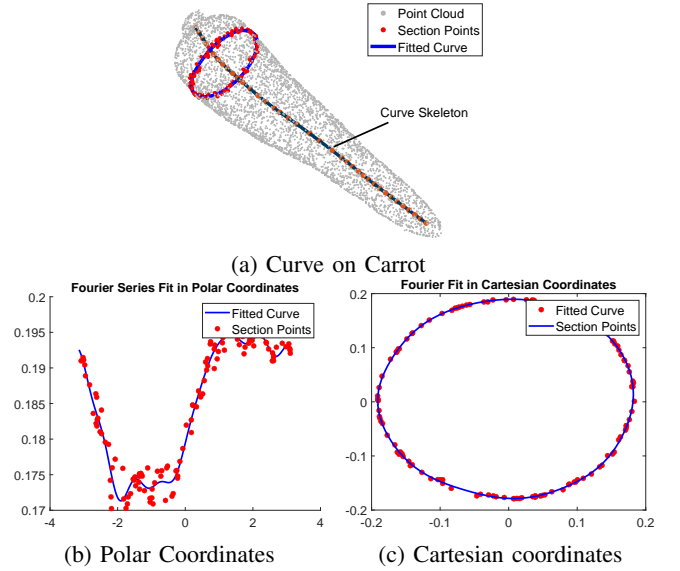 Point Cloud
Section Points
Fitted Curve
Curve Skeleton
(a) Curve on Carrot
Fourier Series Fit in Polar Coordinates
0.2
0.195
0.19
0.185
0.18
0.175
0.17
-4
-2
0
2
4
Fitted Curve
Section Points
(b) Polar Coordinates
Fourier Fit in Cartesian Coordinates
0.2
0.1
0
-0.1
-0.2
-0.2
-0.1
0
0.1
0.2
Fitted Curve
Section Points
(c) Cartesian coordinates